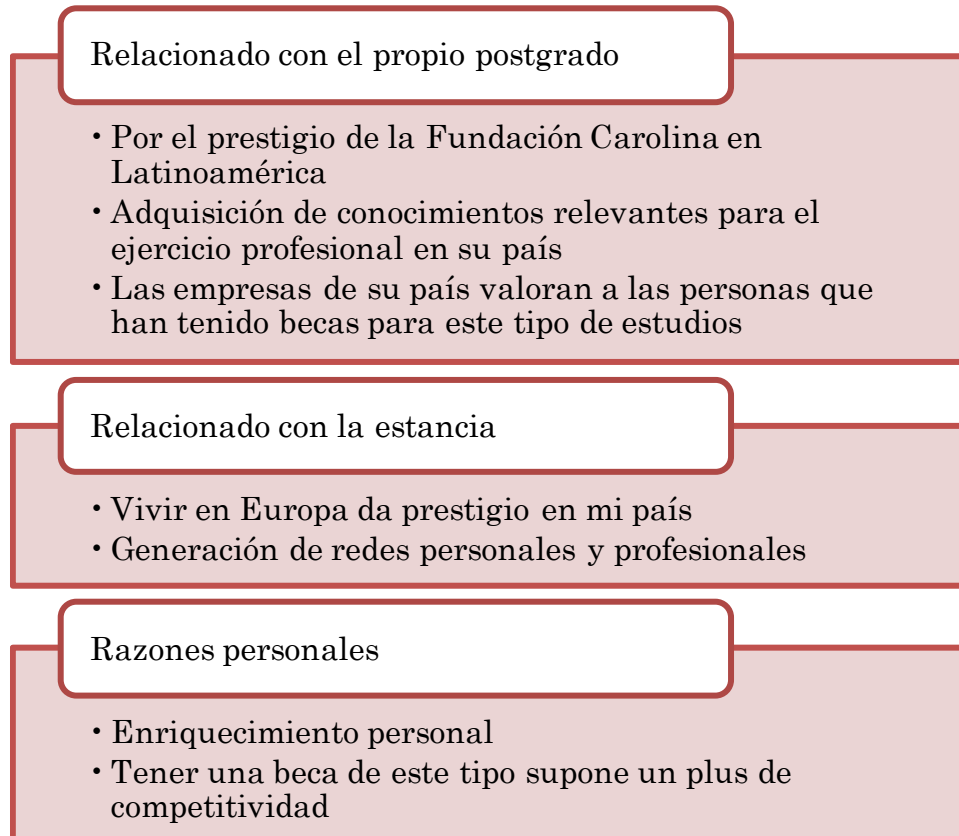 Relacionado con el propio postgrado
• Por el prestigio de la Fundación Carolina en
Latinoamérica
• Adquisición de conocimientos relevantes para el
ejercicio profesional en su país
• Las empresas de su país valoran a las personas que
han tenido becas para este tipo de estudios
Relacionado con la estancia
• Vivir en Europa da prestigio en mi país
• Generación de redes personales y profesionales
Razones personales
• Enriquecimiento personal
• Tener una beca de este tipo supone un plus de
competitividad